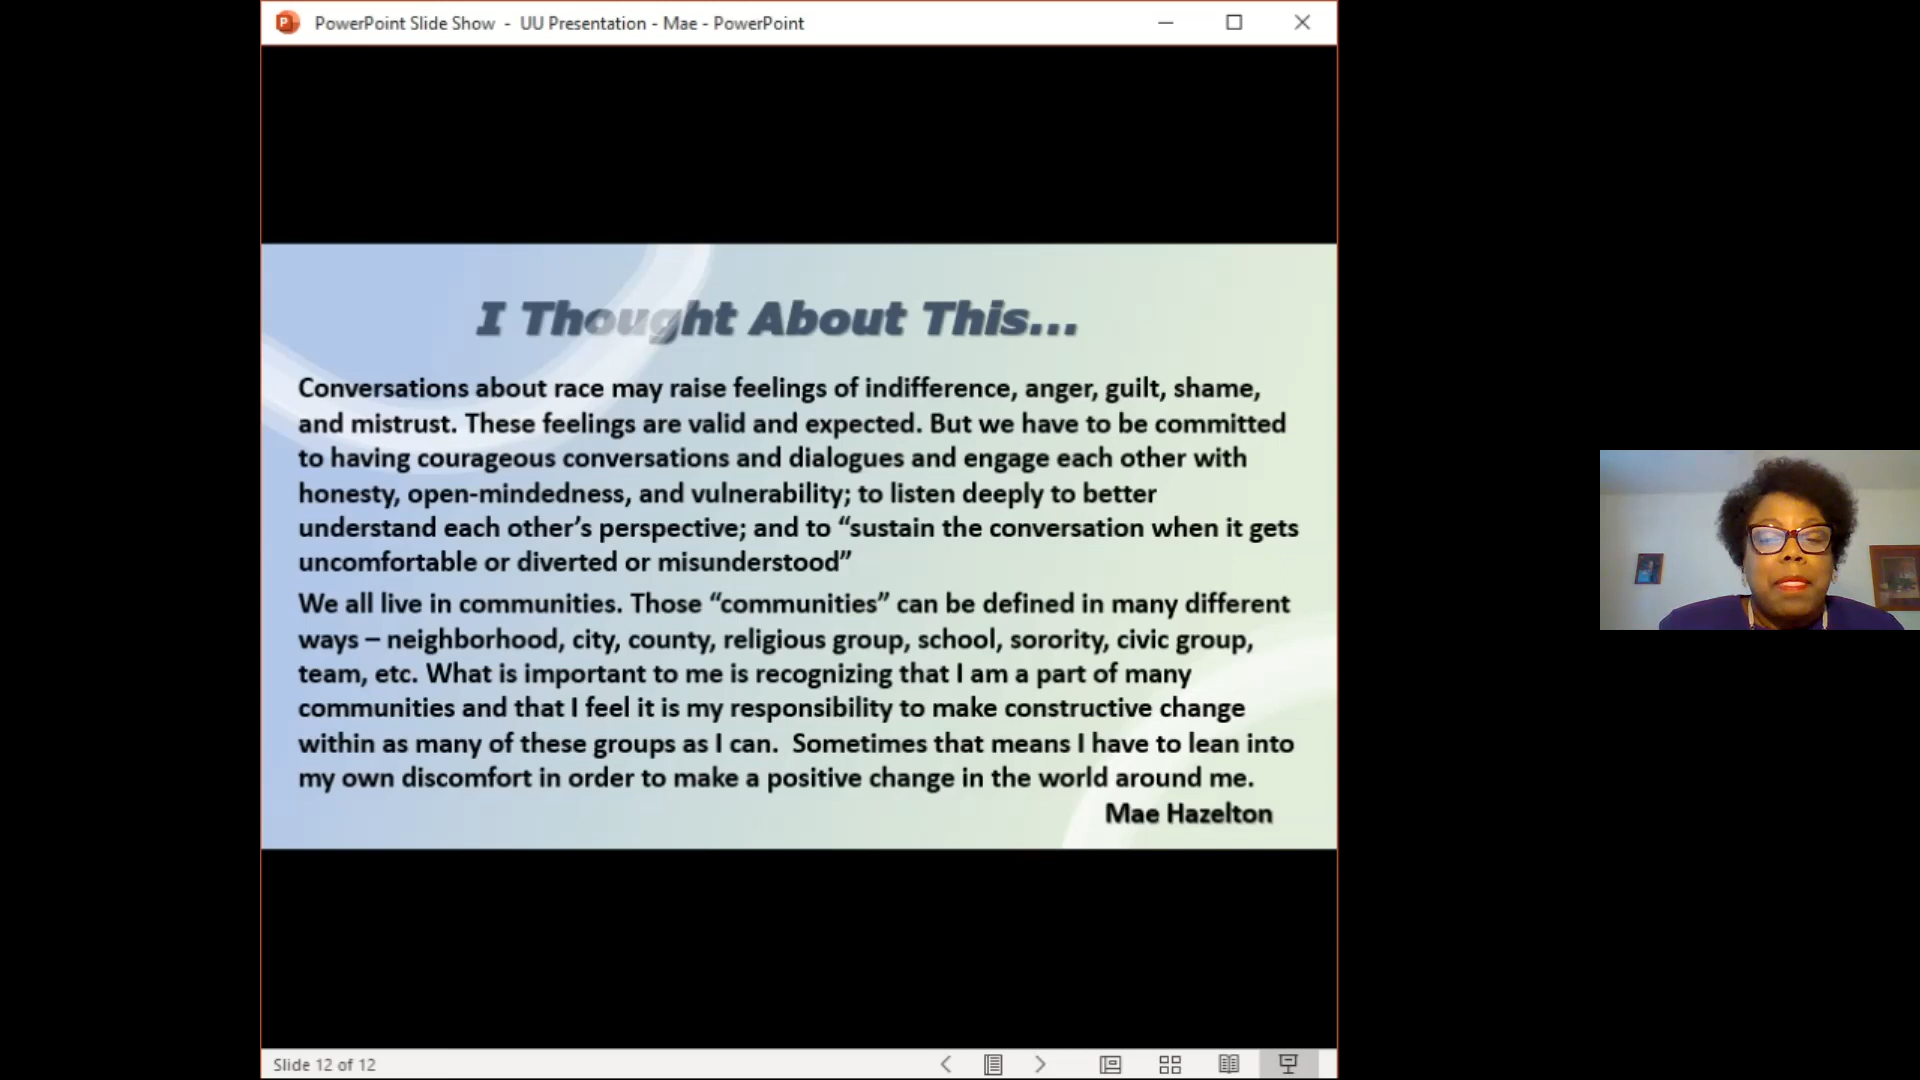 PowerPoint Slide Show - UU Presentation - Mae - PowerPoint
I Thought About This...
Conversations about race may raise feelings of indifference, anger, guilt, shame,
and mistrust. These feelings are valid and expected. But we have to be committed
to having courageous conversations and dialogues and engage each other with
honesty, open-mindedness, and vulnerability; to listen deeply to better
understand each other’s perspective; and to “sustain the conversation when it gets
uncomfortable or diverted or misunderstood”
We all live in communities. Those “communities” can be defined in many different
ways – neighborhood, city, county, religious group, school, sorority, civic group,
team, etc. What is important to me is recognizing that I am a part of many
communities and that I feel it is my responsibility to make constructive change
within as many of these groups as I can.  Sometimes that means I have to lean into
my own discomfort in order to make a positive change in the world around me.
Mae Hazelton
Slide 12 of 12